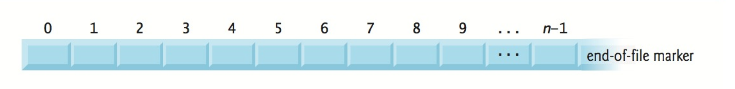 0 1 2 3 4 5 6 7 8 9 ... n–1
... end-of-file marker